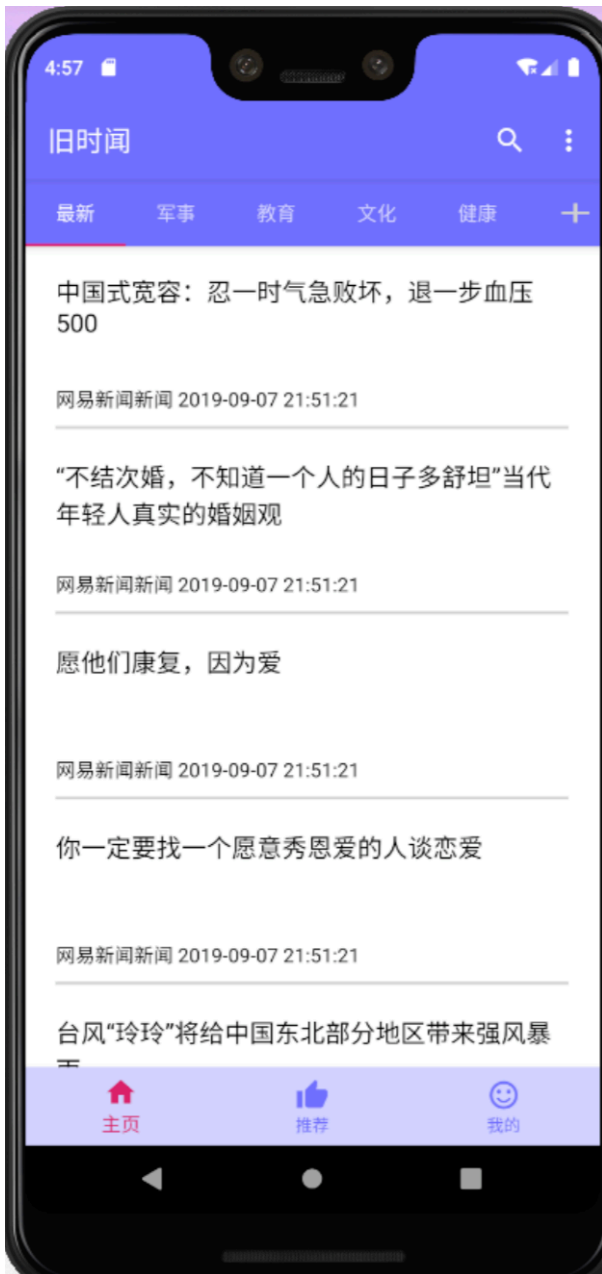 4:57
旧时闻
最新 军事 教育 文化 健康
中国式宽容：忍一时气急败坏，退一步血压
500
网易新闻新闻 2019-09-07 21:51:21
“不结次婚，不知道一个人的日子多舒坦”当代
年轻人真实的婚姻观
网易新闻新闻 2019-09-07 21:51:21
愿他们康复，因为爱
网易新闻新闻 2019-09-07 21:51:21
你一定要找一个愿意秀恩爱的人谈恋爱
网易新闻新闻 2019-09-07 21:51:21
台风“玲玲”将给中国东北部分地区带来强风暴
主页 推荐 我的